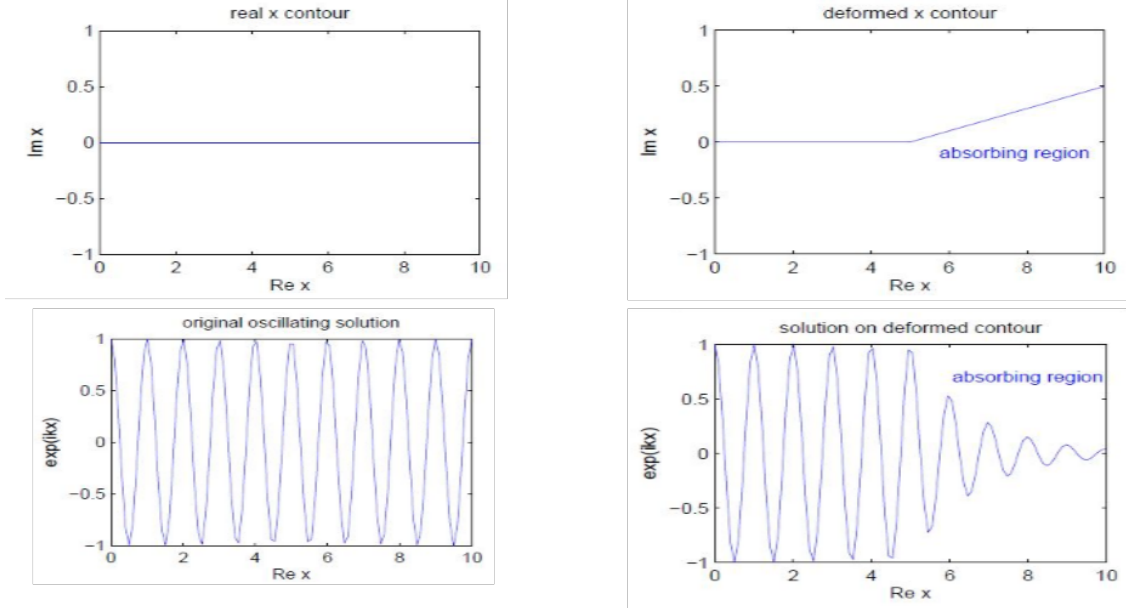 real x contour
1
0.5
0
−0.5
−1
Im x
0 2 4 6 8 10
Re x
deformed x contour
1
0.5
0
−0.5
−1
Im x
absorbing region
0 2 4 6 8 10
Re x
original oscillating solution
1
0.5
0
−0.5
−1
exp(ikx)
0 2 4 6 8 10
Re x
solution on deformed contour
1
0.5
0
−0.5
−1
exp(ikx)
absorbing region
0 2 4 6 8 10
Re x